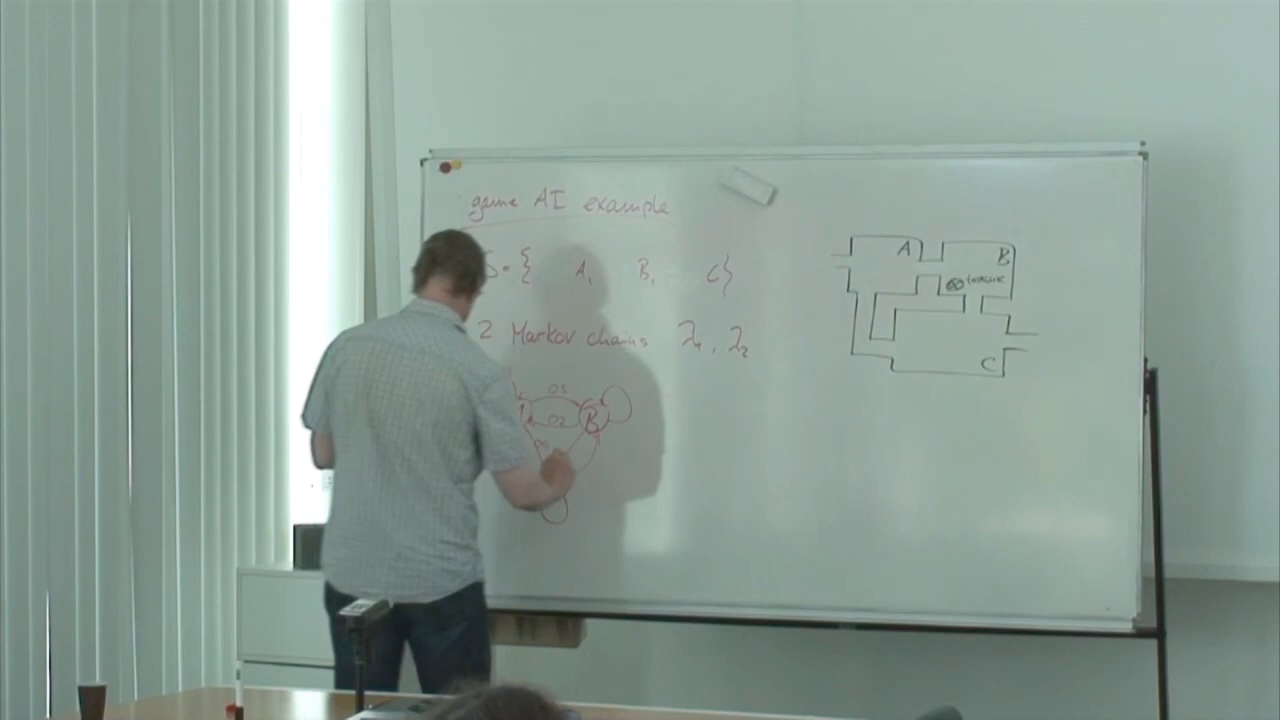 game AI example
S = { A, B, C }
2 Markov chains λ₁, λ₂
0.5
0.2 B
A B
C